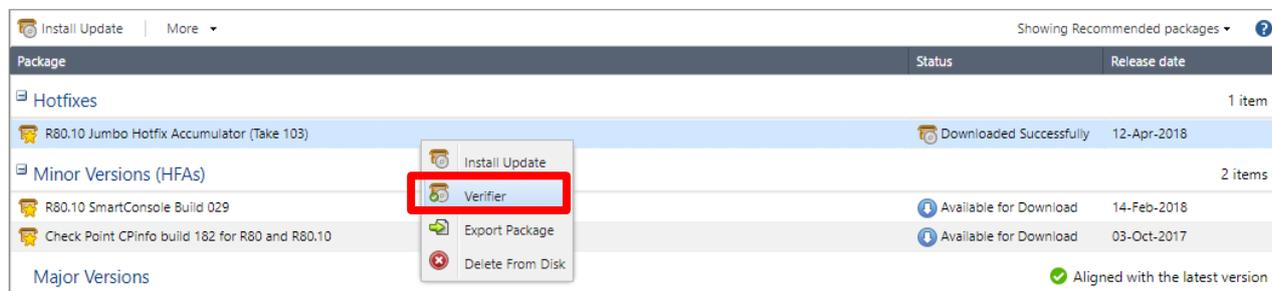 Install Update More Showing Recommended packages
Package Status Release date
Hotfixes 1 item
R80.10 Jumbo Hotfix Accumulator (Take 103) Downloaded Successfully 12-Apr-2018
Install Update
Minor Versions (HFAs) 2 items
Verifier
R80.10 SmartConsole Build 029 Available for Download 14-Feb-2018
Export Package
Check Point CPinfo build 182 for R80 and R80.10 Available for Download 03-Oct-2017
Delete From Disk
Major Versions Aligned with the latest version